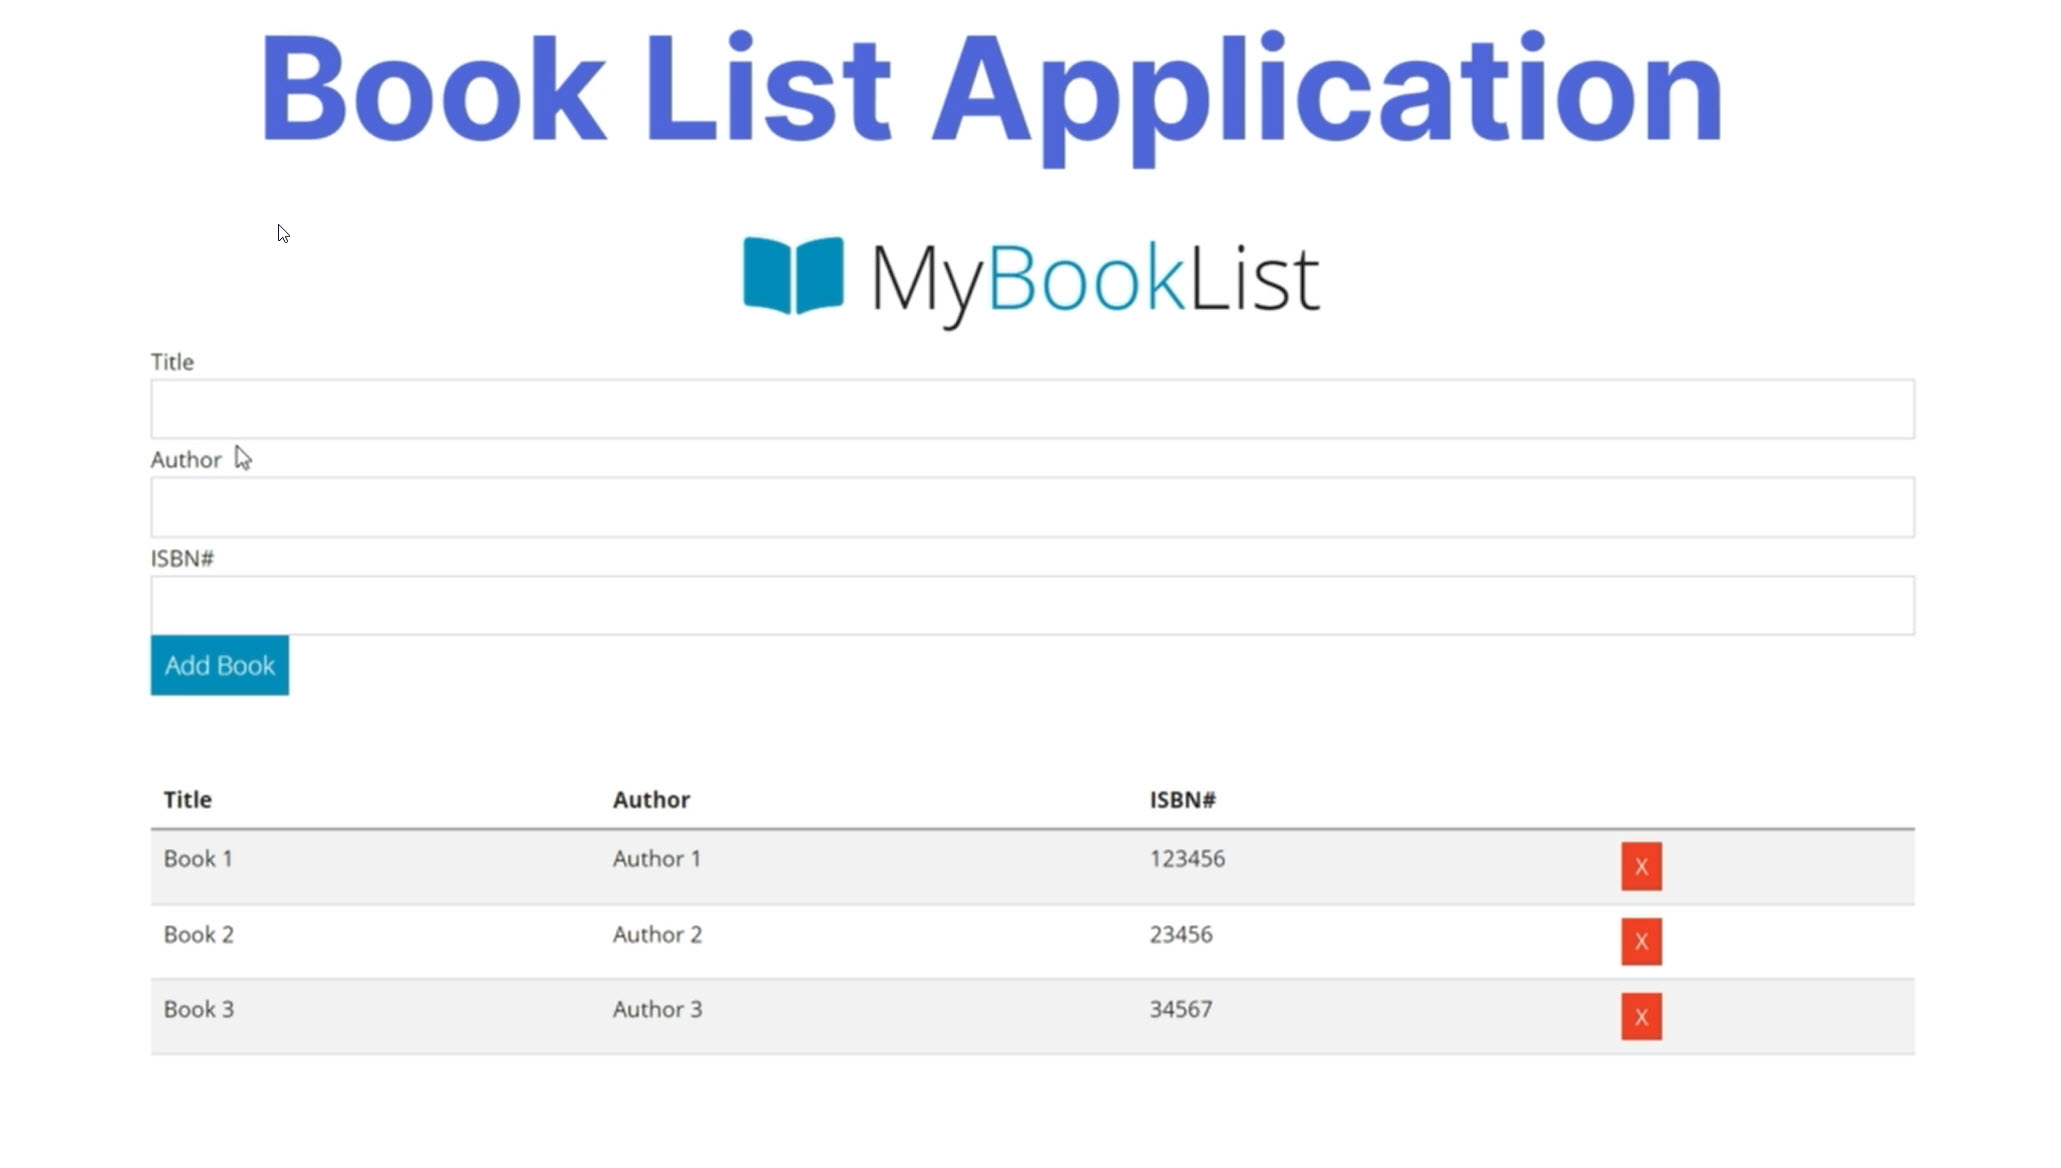 Book List Application
MyBookList
Title
Author
ISBN#
Add Book
Title Author ISBN#
Book 1 Author 1 123456 X
Book 2 Author 2 23456 X
Book 3 Author 3 34567 X